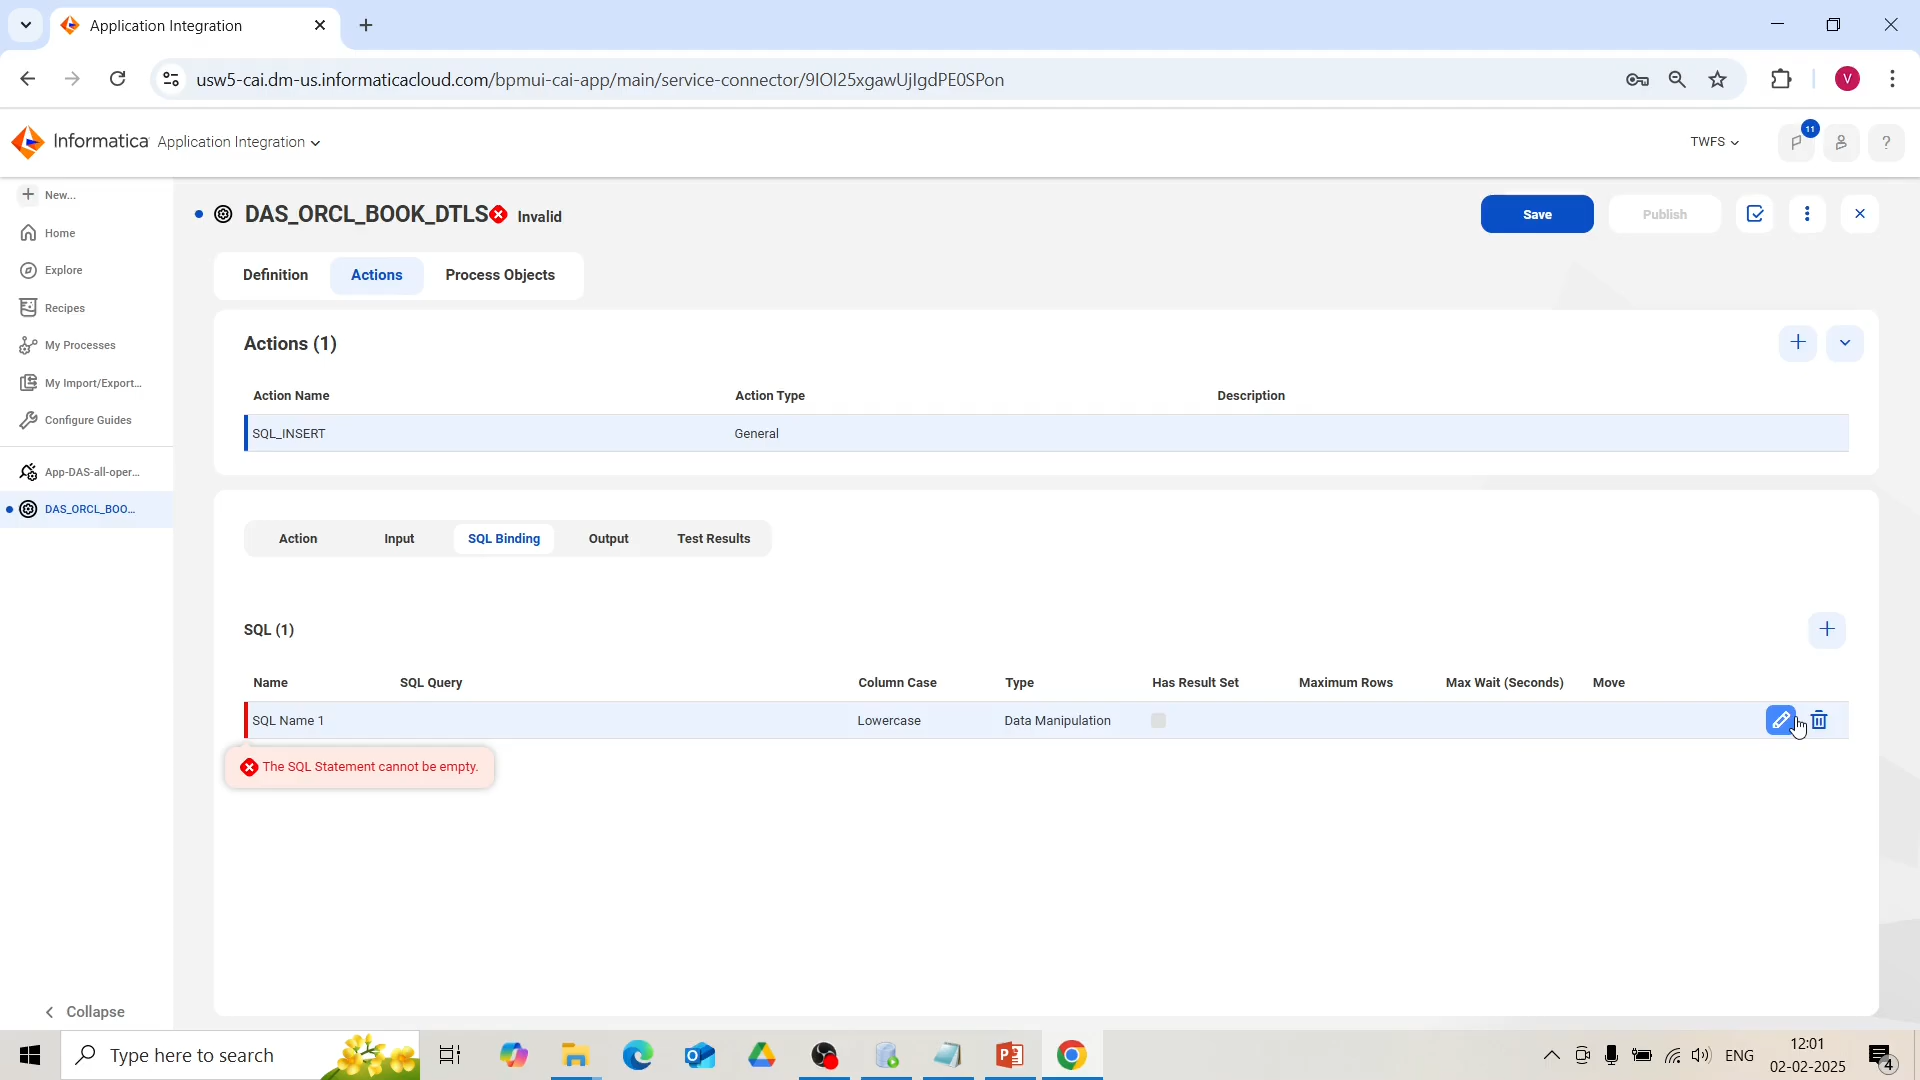 Application Integration
usw5-cai.dm-us.informaticacloud.com/bpmui-cai-app/main/service-connector/9IOI25xgawUjIgdPE0SPon
V
Informatica Application Integration
TWFS
11
?
New...
Home
Explore
Recipes
My Processes
My Import/Export...
Configure Guides
App-DAS-all-oper...
DAS_ORCL_BOO...
Collapse
DAS_ORCL_BOOK_DTLS Invalid
Save
Publish
Definition
Actions
Process Objects
Actions (1)
Action Name
Action Type
Description
SQL_INSERT
General
Action
Input
SQL Binding
Output
Test Results
SQL (1)
Name
SQL Query
Column Case
Type
Has Result Set
Maximum Rows
Max Wait (Seconds)
Move
SQL Name 1
Lowercase
Data Manipulation
The SQL Statement cannot be empty.
Type here to search
ENG
12:01
02-02-2025
4